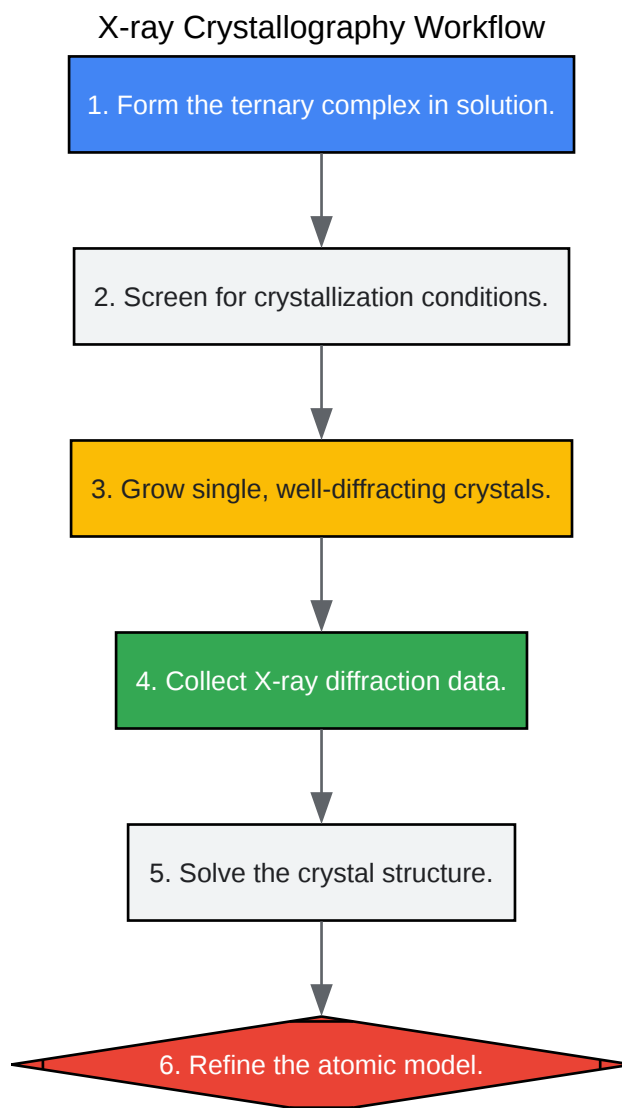 X-ray Crystallography Workflow
1. Form the ternary complex in solution.
2. Screen for crystallization conditions.
3. Grow single, well-diffracting crystals.
4. Collect X-ray diffraction data.
5. Solve the crystal structure.
6. Refine the atomic model.